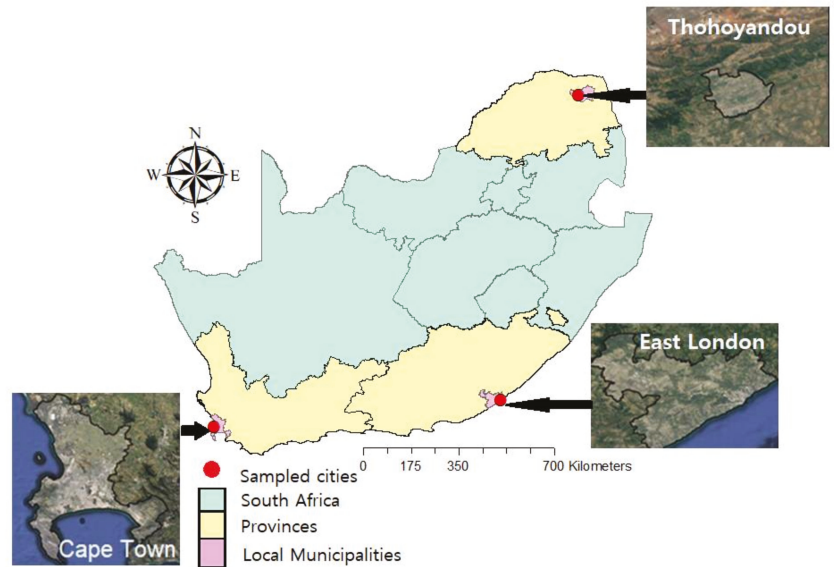 Thohoyandou
N
W E
S
East London
Cape Town
0 175 350 700 Kilometers
Sampled cities
South Africa
Provinces
Local Municipalities